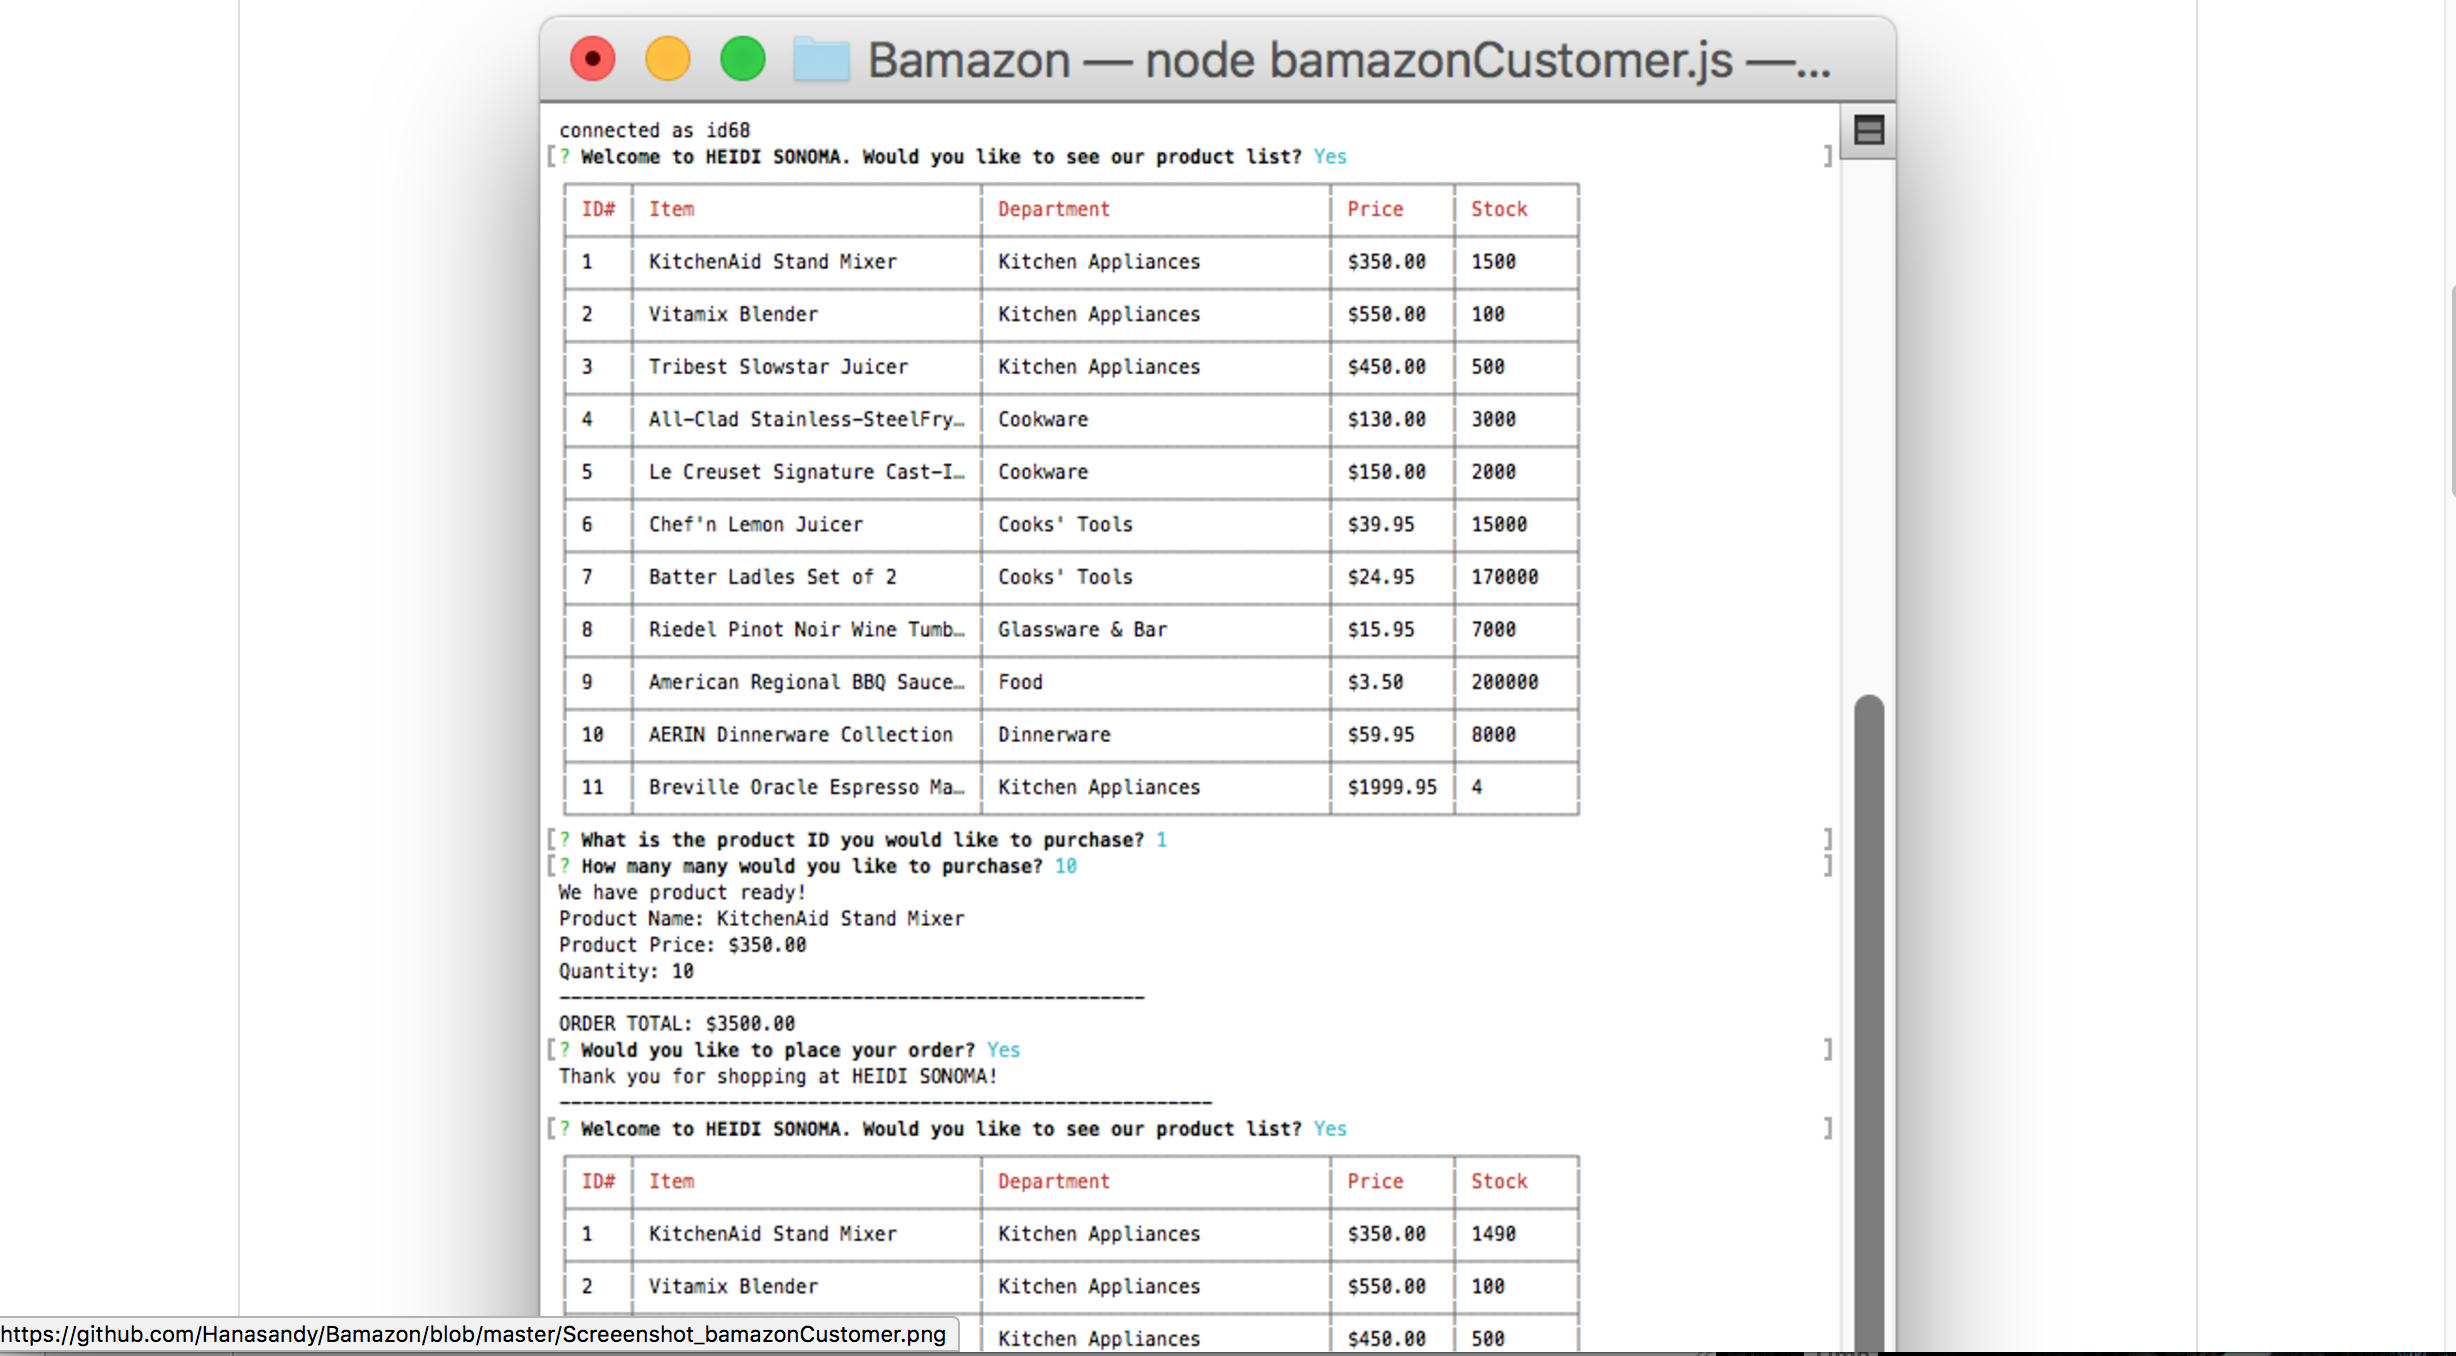 Bamazon — node bamazonCustomer.js —...
connected as id68
[? Welcome to HEIDI SONOMA. Would you like to see our product list? Yes ]
ID# Item Department Price Stock
1 KitchenAid Stand Mixer Kitchen Appliances $350.00 1500
2 Vitamix Blender Kitchen Appliances $550.00 100
3 Tribest Slowstar Juicer Kitchen Appliances $450.00 500
4 All-Clad Stainless-SteelFry… Cookware $130.00 3000
5 Le Creuset Signature Cast-I… Cookware $150.00 2000
6 Chef'n Lemon Juicer Cooks' Tools $39.95 15000
7 Batter Ladles Set of 2 Cooks' Tools $24.95 170000
8 Riedel Pinot Noir Wine Tumb… Glassware & Bar $15.95 7000
9 American Regional BBQ Sauce… Food $3.50 200000
10 AERIN Dinnerware Collection Dinnerware $59.95 8000
11 Breville Oracle Espresso Ma… Kitchen Appliances $1999.95 4
[? What is the product ID you would like to purchase? 1 ]
[? How many many would you like to purchase? 10 ]
We have product ready!
Product Name: KitchenAid Stand Mixer
Product Price: $350.00
Quantity: 10
----------------------------------------------------
ORDER TOTAL: $3500.00
[? Would you like to place your order? Yes ]
Thank you for shopping at HEIDI SONOMA!
----------------------------------------------------------
[? Welcome to HEIDI SONOMA. Would you like to see our product list? Yes ]
ID# Item Department Price Stock
1 KitchenAid Stand Mixer Kitchen Appliances $350.00 1490
2 Vitamix Blender Kitchen Appliances $550.00 100
Kitchen Appliances $450.00 500
https://github.com/Hanasandy/Bamazon/blob/master/Screeenshot_bamazonCustomer.png